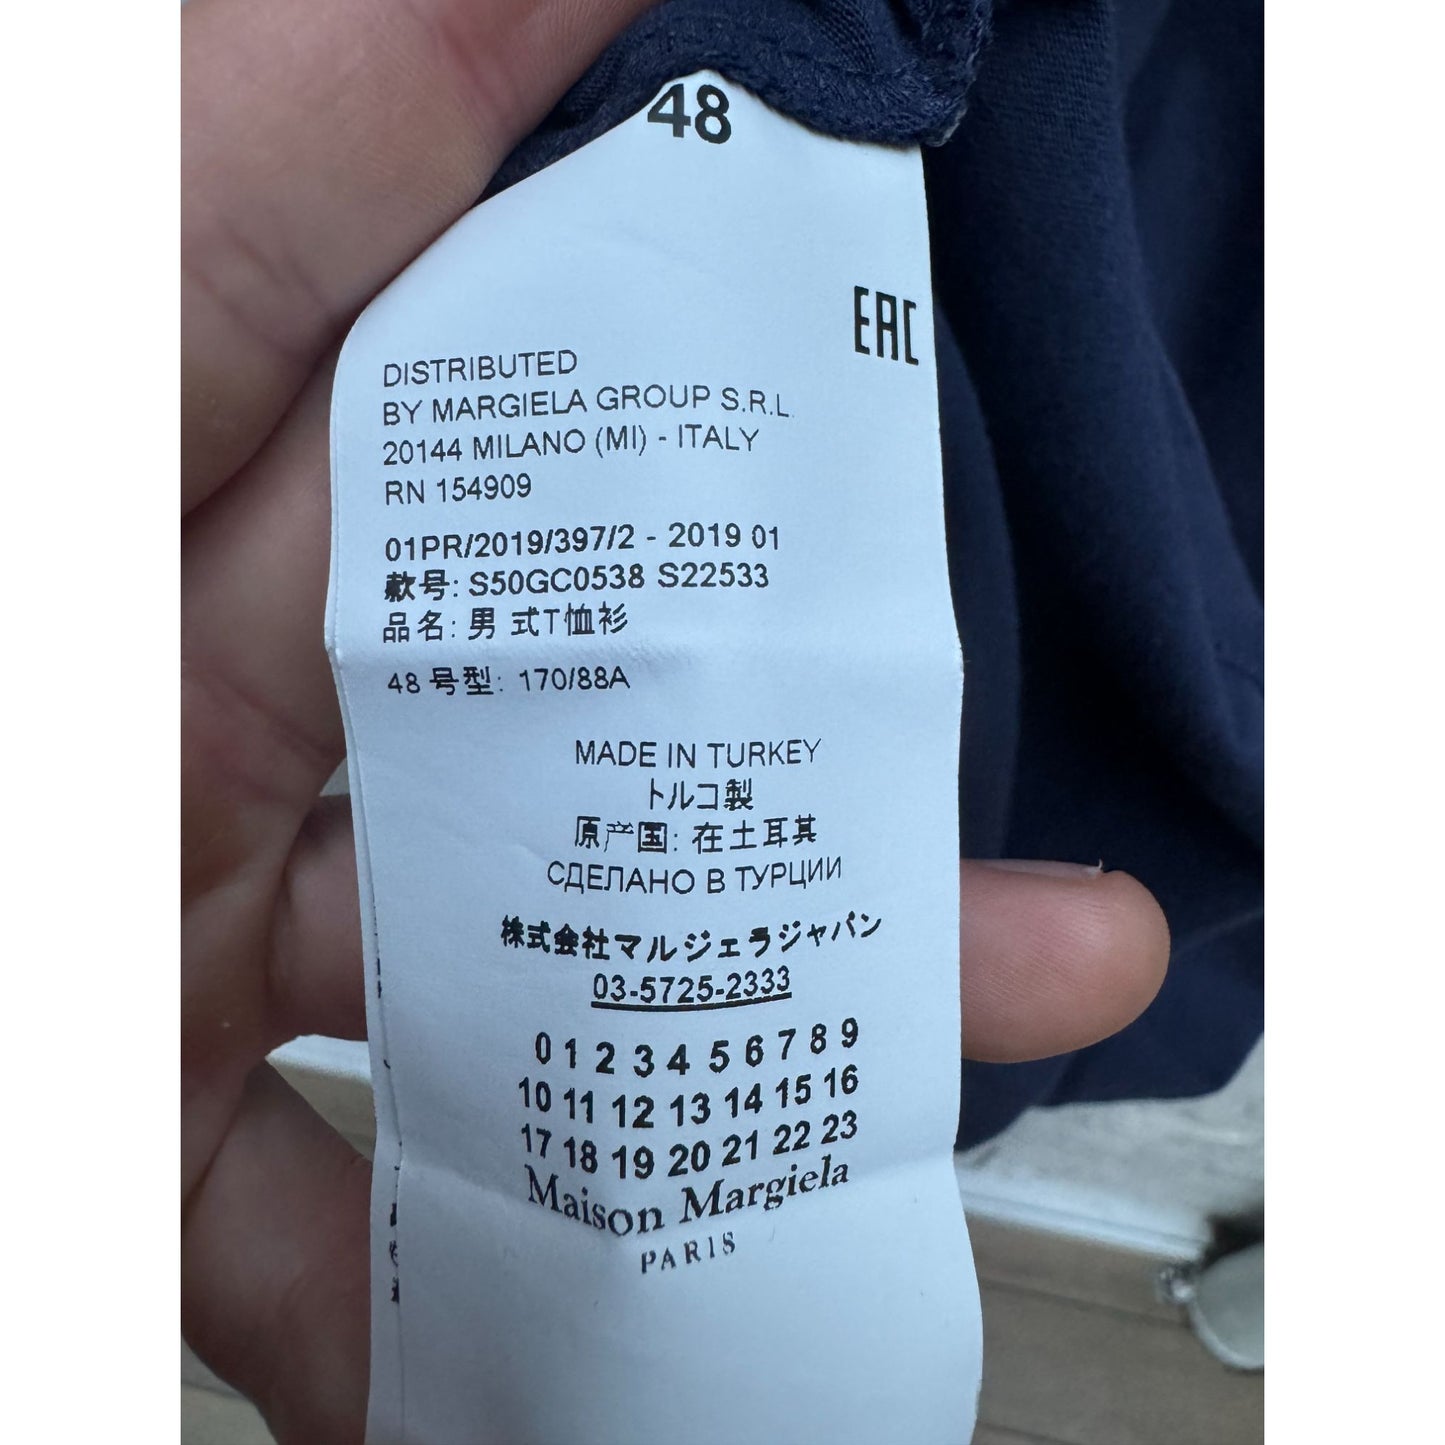 48
EAC
DISTRIBUTED
BY MARGIELA GROUP S.R.L.
20144 MILANO (MI) - ITALY
RN 154909
01PR/2019/397/2 - 2019 01
款号: S50GC0538 S22533
品名: 男 式T恤衫
48 号型: 170/88A
MADE IN TURKEY
トルコ製
原产国: 在土耳其
СДЕЛАНО В ТУРЦИИ
株式会社マルジェラジャパン
03-5725-2333
0 1 2 3 4 5 6 7 8 9
10 11 12 13 14 15 16
17 18 19 20 21 22 23
Maison Margiela
PARIS